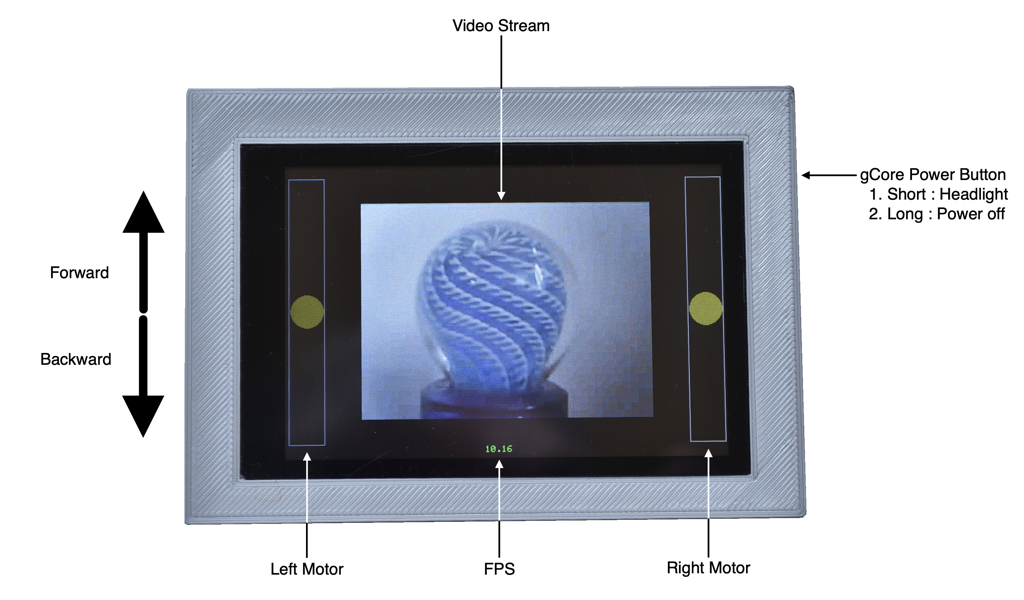 Video Stream
gCore Power Button
1. Short : Headlight
2. Long : Power off
Forward
Backward
10.16
Left Motor
FPS
Right Motor